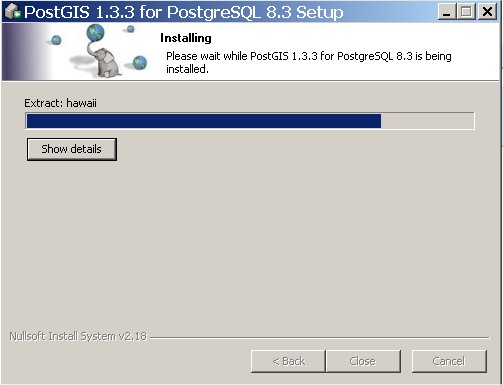 PostGIS 1.3.3 for PostgreSQL 8.3 Setup
Installing
Please wait while PostGIS 1.3.3 for PostgreSQL 8.3 is being
installed.
Extract: hawaii
Show details
Nullsoft Install System v2.18
< Back
Close
Cancel